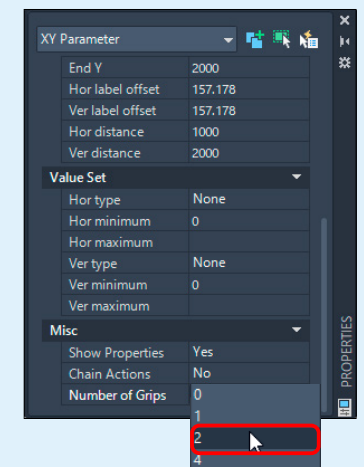 XY Parameter
End Y 2000
Hor label offset 157.178
Ver label offset 157.178
Hor distance 1000
Ver distance 2000
Value Set
Hor type None
Hor minimum 0
Hor maximum
Ver type None
Ver minimum 0
Ver maximum
Misc
Show Properties Yes
Chain Actions No
Number of Grips 0
1
2
4
PROPERTIES